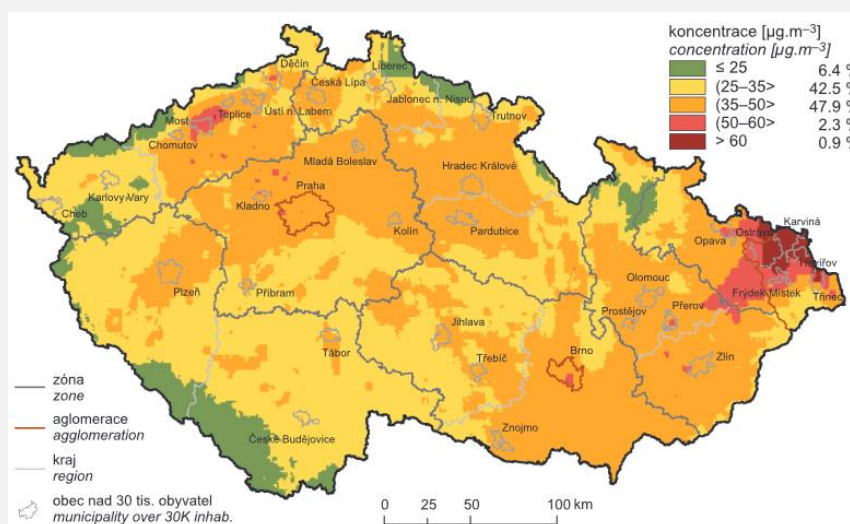 koncentrace [µg.m⁻³]
concentration [µg.m⁻³]
≤ 25 6.4 %
(25–35> 42.5 %
(35–50> 47.9 %
(50–60> 2.3 %
> 60 0.9 %
Děčín
Liberec
Česká Lípa
Jablonec n. Nisou
Teplice
Ústí n. Labem
Most
Trutnov
Chomutov
Mladá Boleslav
Hradec Králové
Karlovy Vary
Praha
Kladno
Cheb
Kolín
Pardubice
Karviná
Ostrava
Opava
Havířov
Olomouc
Plzeň
Příbram
Frýdek-Místek
Třinec
Přerov
Prostějov
Jihlava
Tábor
Brno
Třebíč
Zlín
Znojmo
České Budějovice
zóna
zone
aglomerace
agglomeration
kraj
region
obec nad 30 tis. obyvatel
municipality over 30K inhab.
0 25 50 100 km